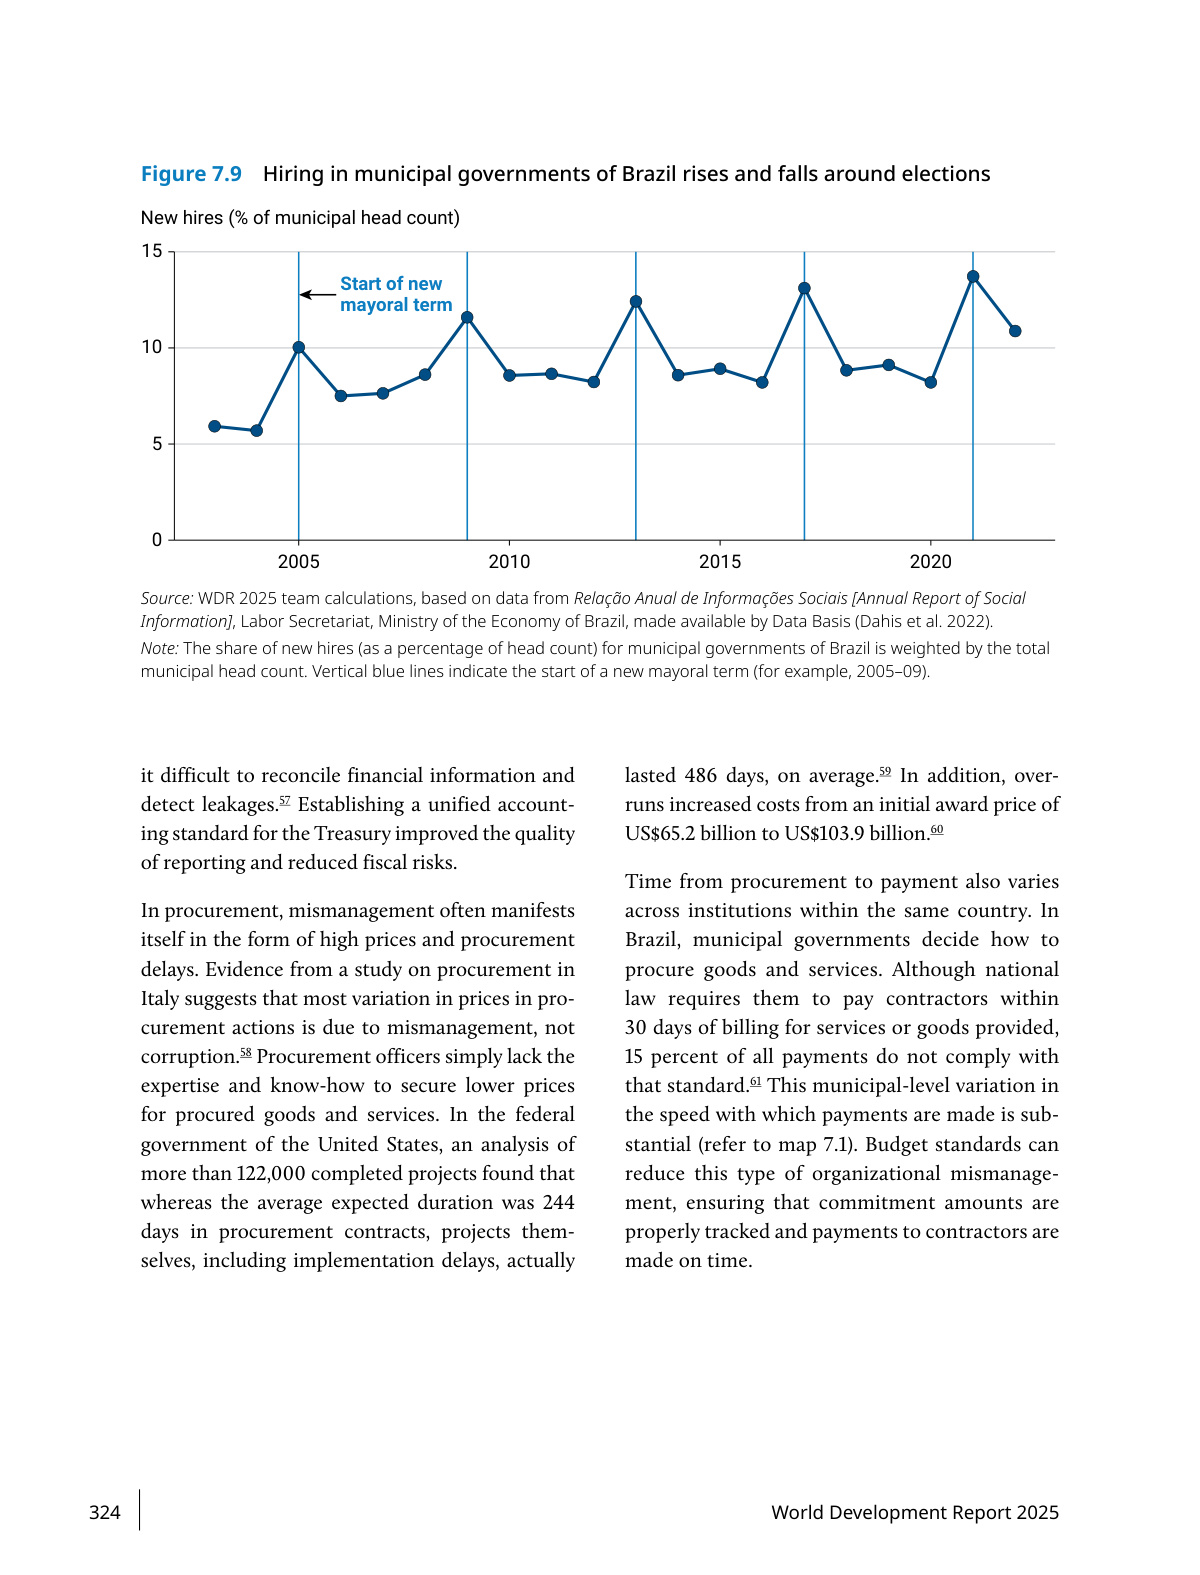 Figure 7.9 Hiring in municipal governments of Brazil rises and falls around elections
New hires (% of municipal head count)
15
Start of new
mayoral term
10
5
0
2005 2010 2015 2020
Source: WDR 2025 team calculations, based on data from Relação Anual de Informações Sociais [Annual Report of Social
Information], Labor Secretariat, Ministry of the Economy of Brazil, made available by Data Basis (Dahis et al. 2022).
Note: The share of new hires (as a percentage of head count) for municipal governments of Brazil is weighted by the total
municipal head count. Vertical blue lines indicate the start of a new mayoral term (for example, 2005–09).
it difficult to reconcile financial information and
detect leakages.57 Establishing a unified account-
ing standard for the Treasury improved the quality
of reporting and reduced fiscal risks.
In procurement, mismanagement often manifests
itself in the form of high prices and procurement
delays. Evidence from a study on procurement in
Italy suggests that most variation in prices in pro-
curement actions is due to mismanagement, not
corruption.58 Procurement officers simply lack the
expertise and know-how to secure lower prices
for procured goods and services. In the federal
government of the United States, an analysis of
more than 122,000 completed projects found that
whereas the average expected duration was 244
days in procurement contracts, projects them-
selves, including implementation delays, actually
lasted 486 days, on average.59 In addition, over-
runs increased costs from an initial award price of
US$65.2 billion to US$103.9 billion.60
Time from procurement to payment also varies
across institutions within the same country. In
Brazil, municipal governments decide how to
procure goods and services. Although national
law requires them to pay contractors within
30 days of billing for services or goods provided,
15 percent of all payments do not comply with
that standard.61 This municipal-level variation in
the speed with which payments are made is sub-
stantial (refer to map 7.1). Budget standards can
reduce this type of organizational mismanage-
ment, ensuring that commitment amounts are
properly tracked and payments to contractors are
made on time.
324
World Development Report 2025